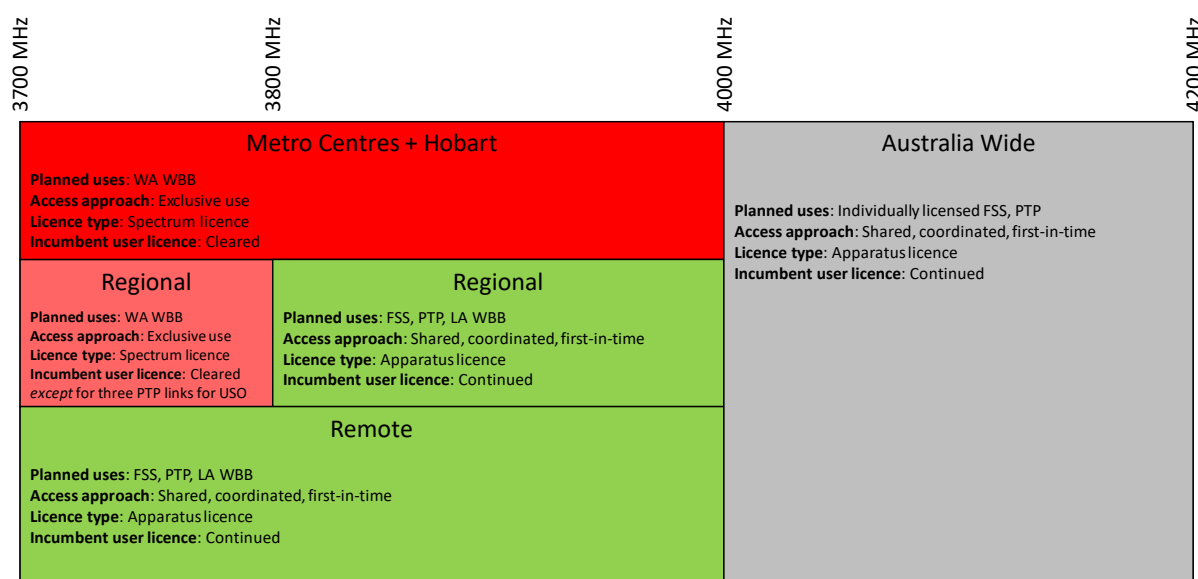 3700 MHz
3800 MHz
4000 MHz
4200 MHz
Metro Centres + Hobart
Planned uses: WA WBB
Access approach: Exclusive use
Licence type: Spectrum licence
Incumbent user licence: Cleared
Australia Wide
Planned uses: Individually licensed FSS, PTP
Access approach: Shared, coordinated, first-in-time
Licence type: Apparatus licence
Incumbent user licence: Continued
Regional
Planned uses: WA WBB
Access approach: Exclusive use
Licence type: Spectrum licence
Incumbent user licence: Cleared
except for three PTP links for USO
Regional
Planned uses: FSS, PTP, LA WBB
Access approach: Shared, coordinated, first-in-time
Licence type: Apparatus licence
Incumbent user licence: Continued
Remote
Planned uses: FSS, PTP, LA WBB
Access approach: Shared, coordinated, first-in-time
Licence type: Apparatus licence
Incumbent user licence: Continued